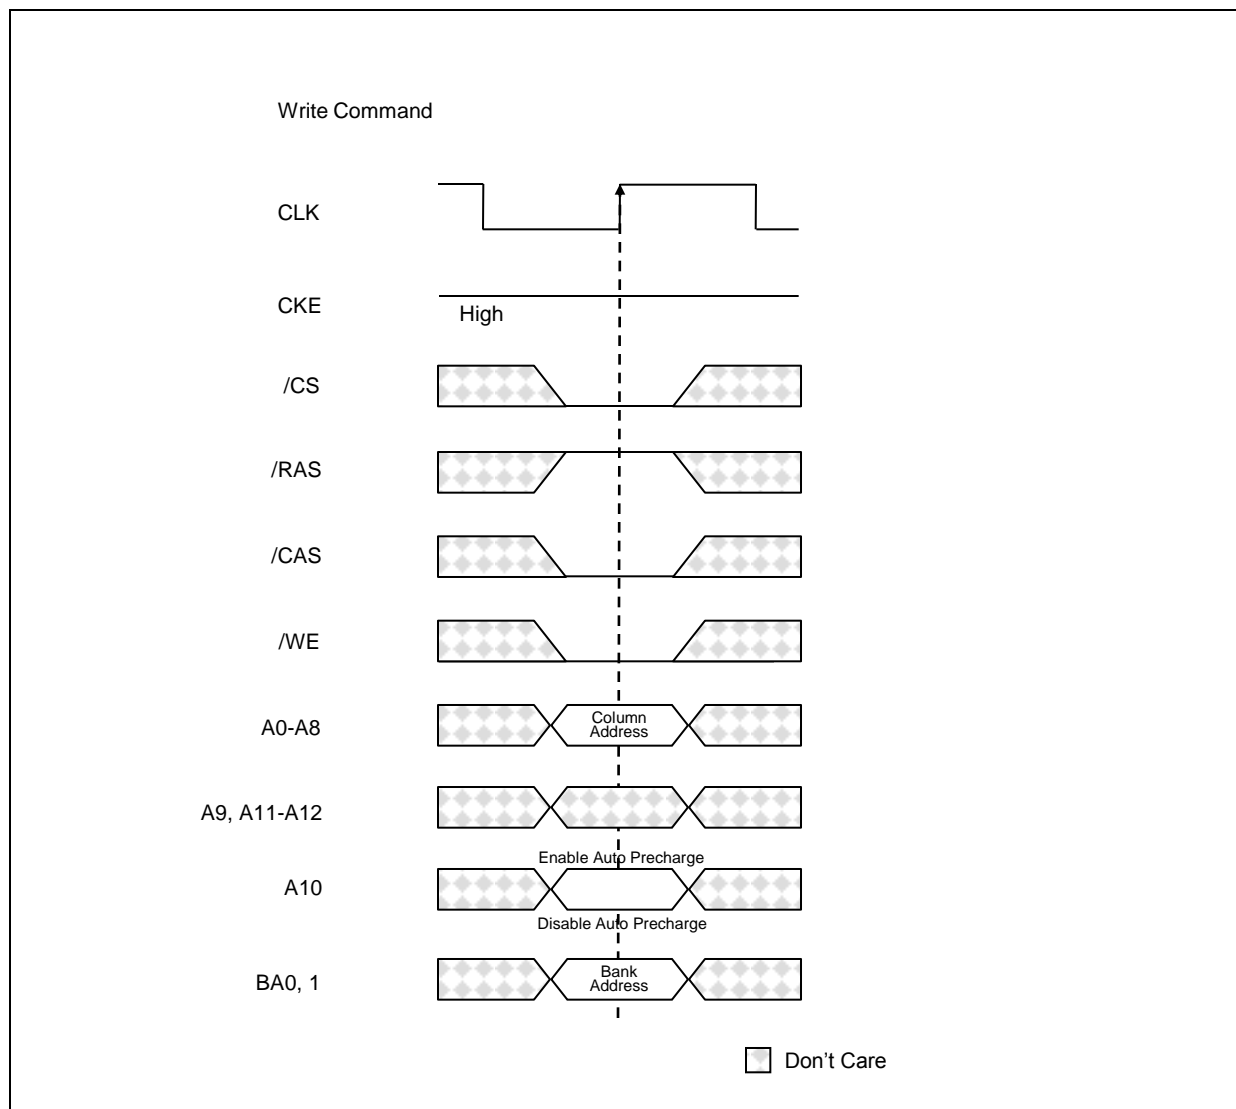 Write Command
CLK
CKE
High
/CS
/RAS
/CAS
/WE
A0-A8
Column
Address
A9, A11-A12
Enable Auto Precharge
A10
Disable Auto Precharge
BA0, 1
Bank
Address
Don't Care